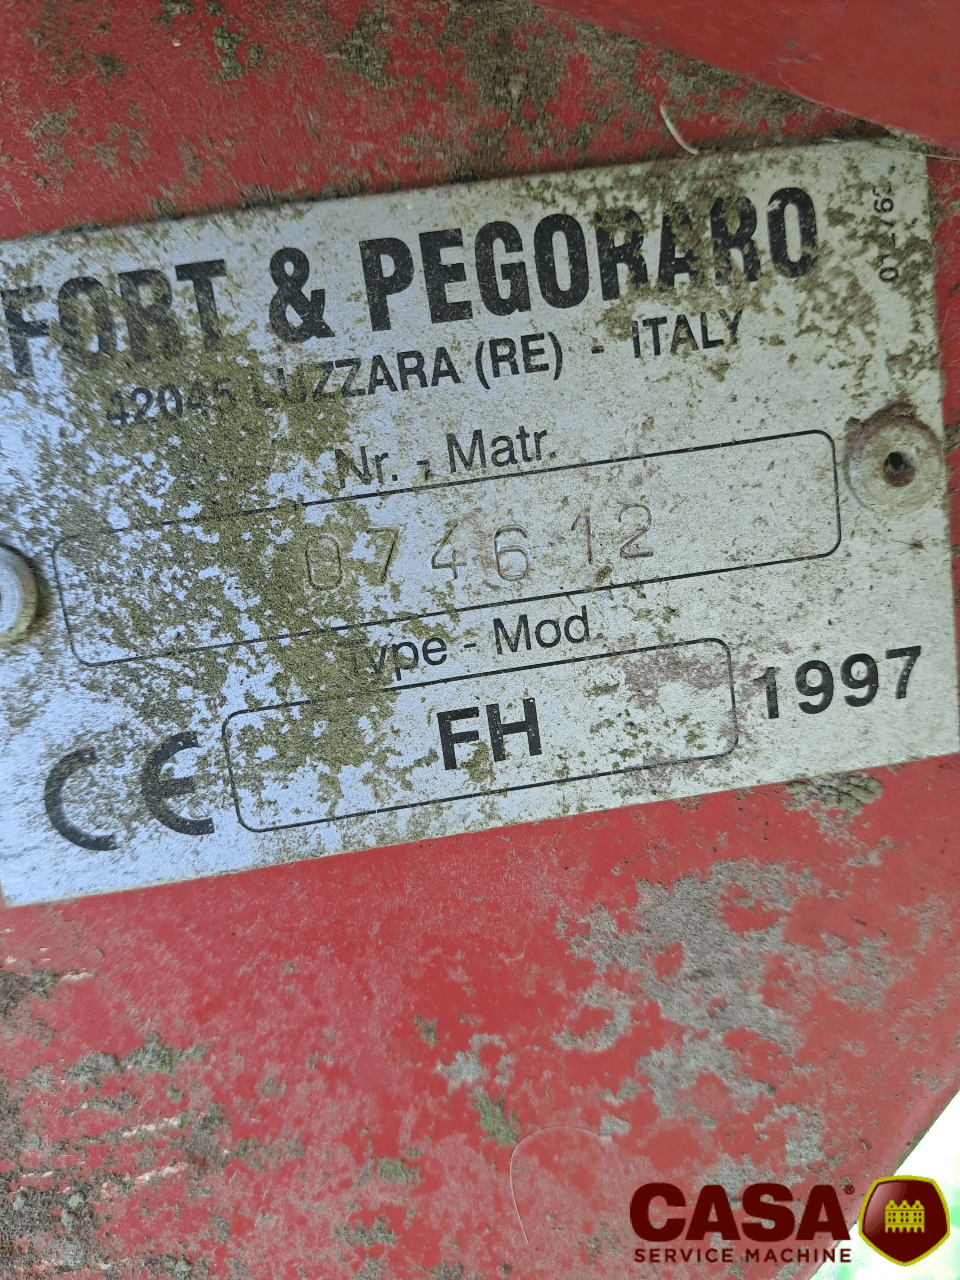 FORT & PEGORARO
42045 LUZZARA (RE) - ITALY
Nr. - Matr.
074612
Type - Mod.
FH
1997
CE
CASA®
SERVICE MACHINE